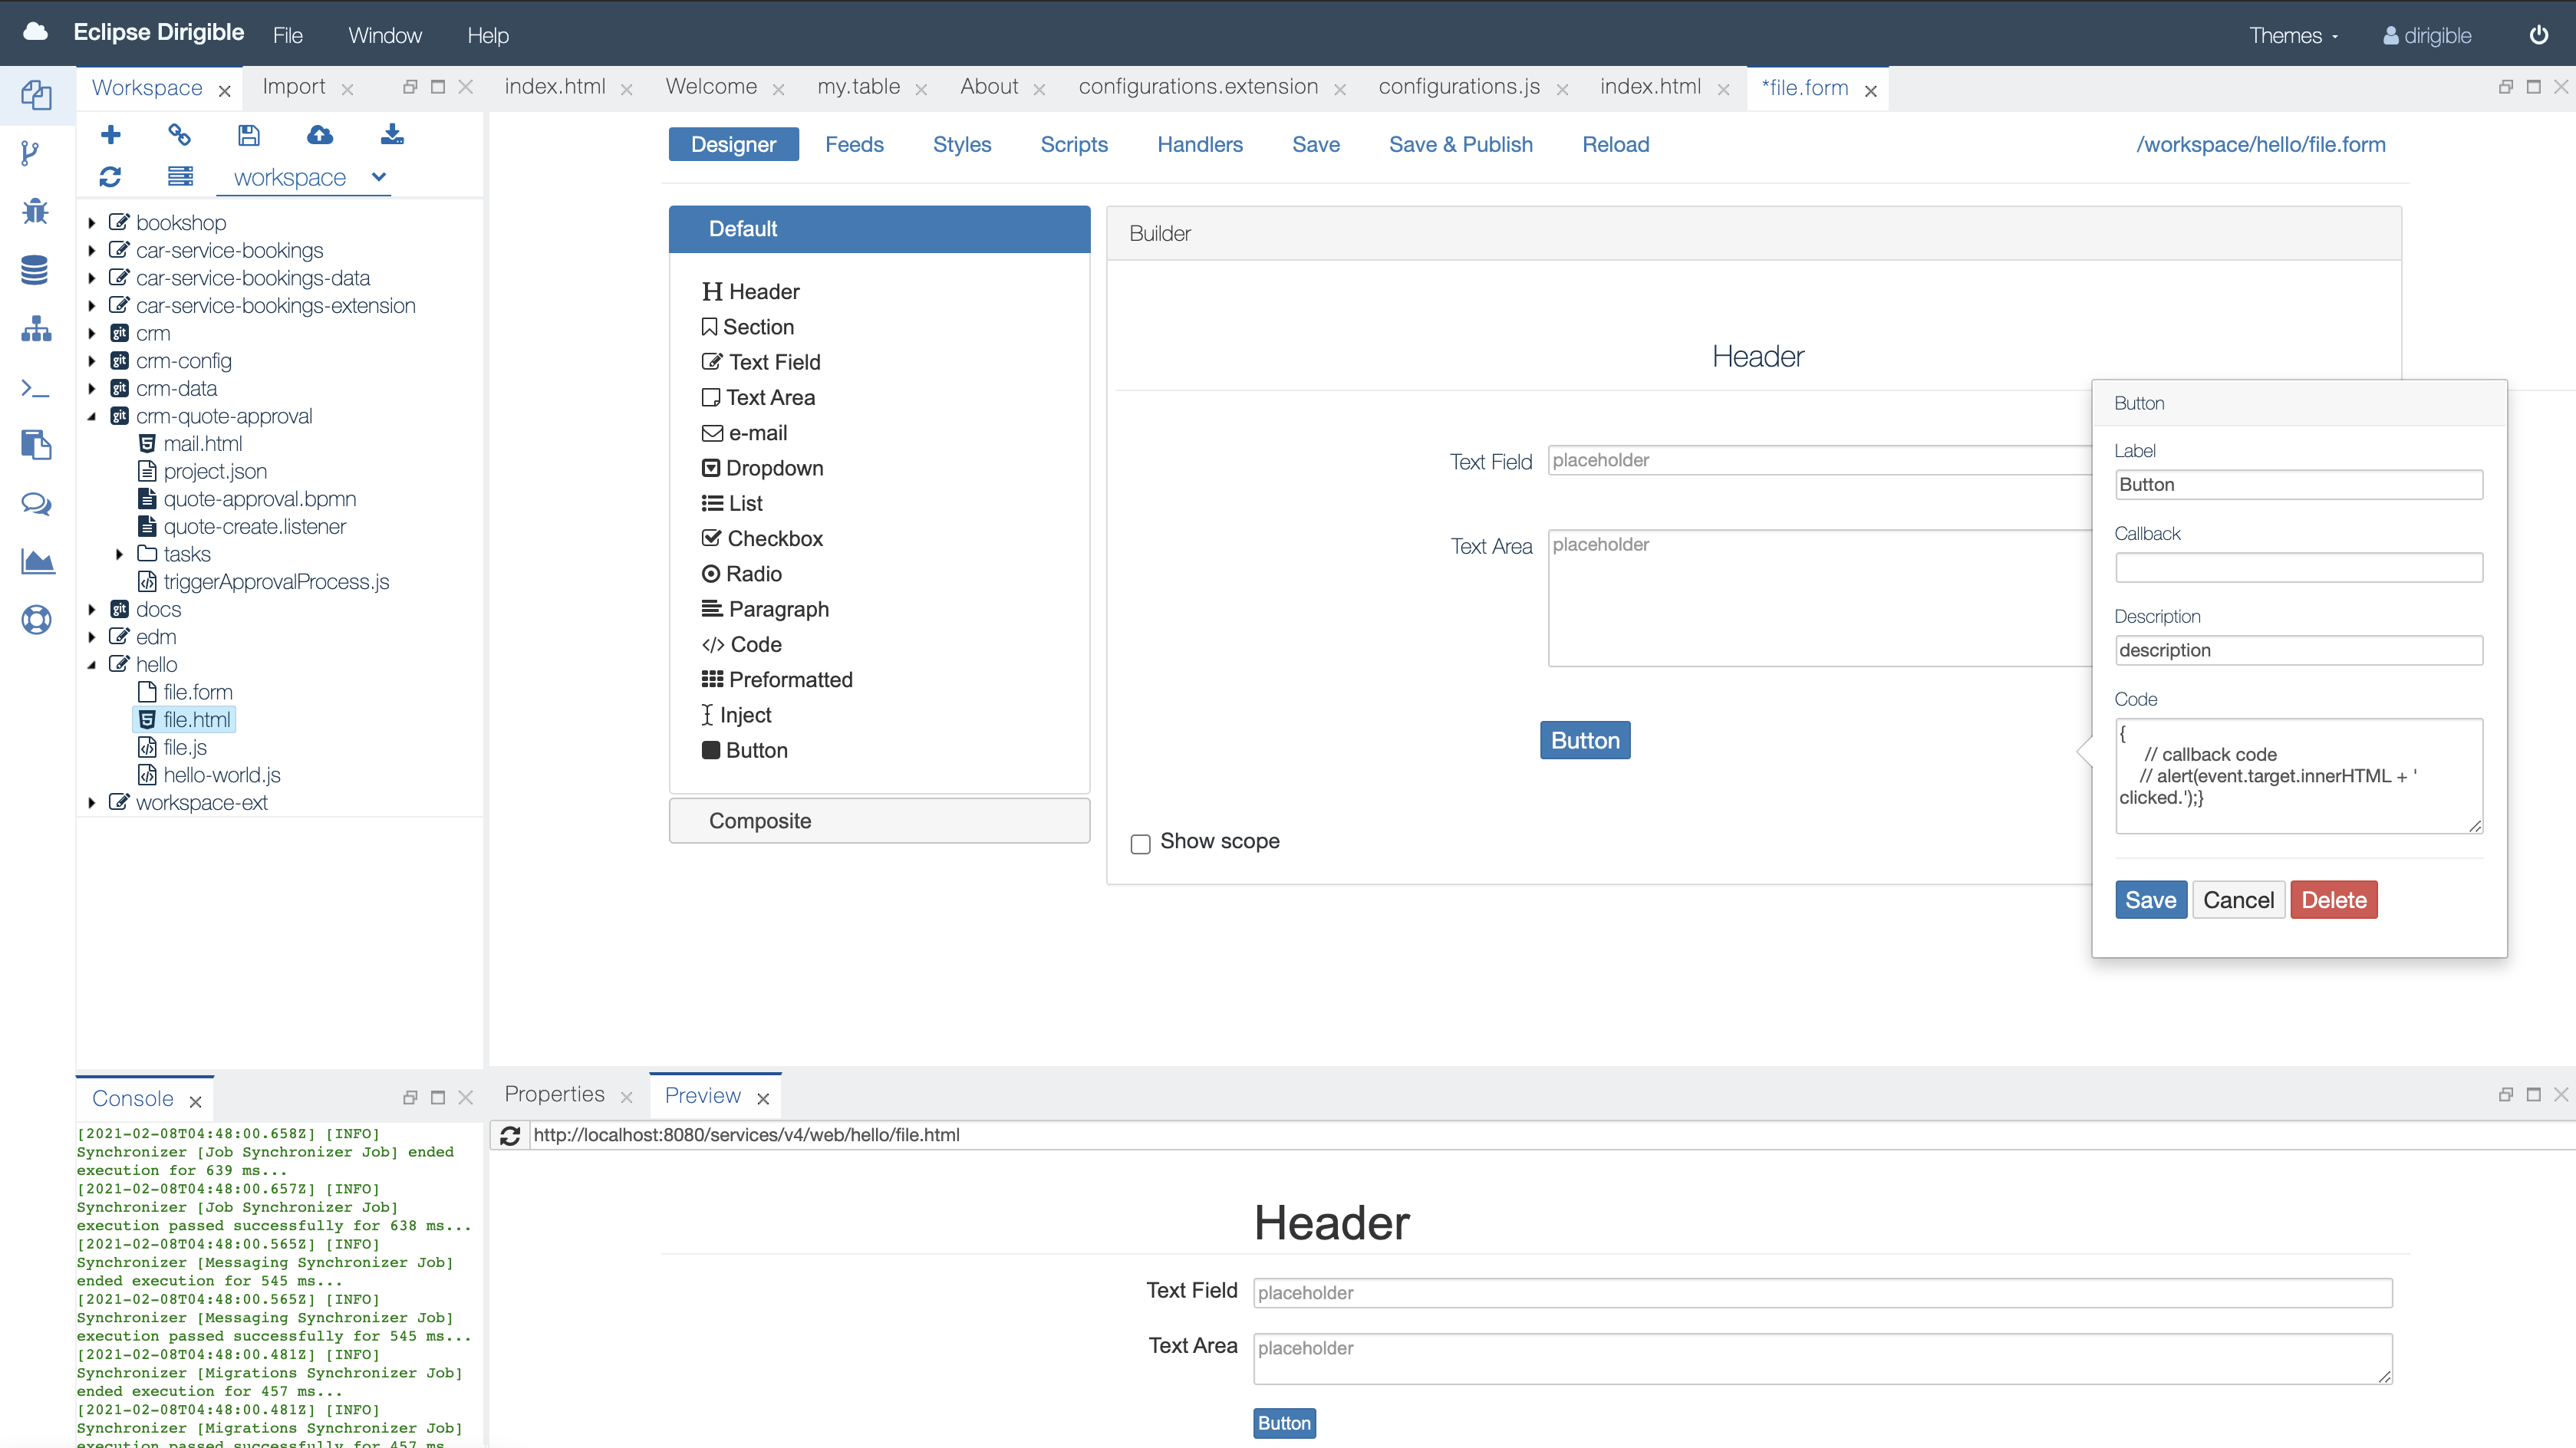 Eclipse Dirigible File Window Help Themes dirigible
Workspace Import
index.html Welcome my.table About configurations.extension configurations.js index.html *file.form
workspace
bookshop
car-service-bookings
car-service-bookings-data
car-service-bookings-extension
git crm
git crm-config
git crm-data
git crm-quote-approval
mail.html
project.json
quote-approval.bpmn
quote-create.listener
tasks
triggerApprovalProcess.js
git docs
edm
hello
file.form
file.html
file.js
hello-world.js
workspace-ext
Designer Feeds Styles Scripts Handlers Save Save & Publish Reload /workspace/hello/file.form
Default
Header
Section
Text Field
Text Area
e-mail
Dropdown
List
Checkbox
Radio
Paragraph
Code
Preformatted
Inject
Button
Composite
Builder
Header
Text Field placeholder
Text Area placeholder
Button
Show scope
Button
Label
Button
Callback
Description
description
Code
{
// callback code
// alert(event.target.innerHTML + '
clicked.');}
Save Cancel Delete
Console
[2021-02-08T04:48:00.658Z] [INFO]
Synchronizer [Job Synchronizer Job] ended
execution for 639 ms...
[2021-02-08T04:48:00.657Z] [INFO]
Synchronizer [Job Synchronizer Job]
execution passed successfully for 638 ms...
[2021-02-08T04:48:00.565Z] [INFO]
Synchronizer [Messaging Synchronizer Job]
ended execution for 545 ms...
[2021-02-08T04:48:00.565Z] [INFO]
Synchronizer [Messaging Synchronizer Job]
execution passed successfully for 545 ms...
[2021-02-08T04:48:00.481Z] [INFO]
Synchronizer [Migrations Synchronizer Job]
ended execution for 457 ms...
[2021-02-08T04:48:00.481Z] [INFO]
Synchronizer [Migrations Synchronizer Job]
execution passed successfully for 457 ms
Properties Preview
http://localhost:8080/services/v4/web/hello/file.html
Header
Text Field placeholder
Text Area placeholder
Button